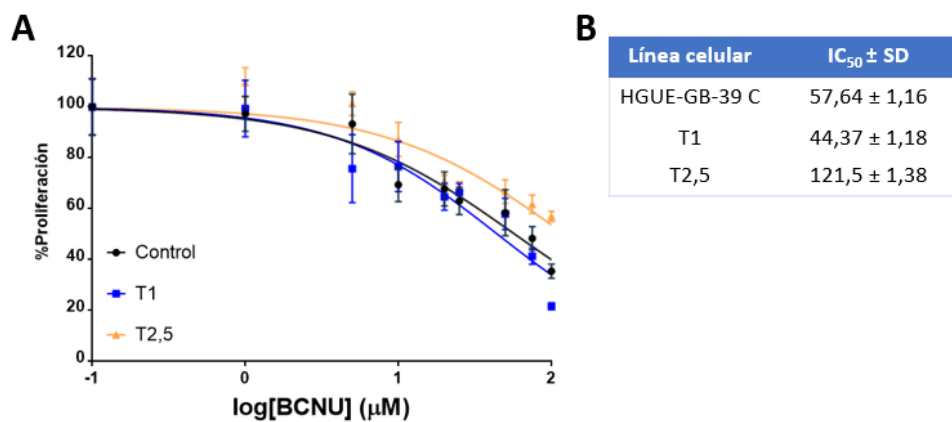 A
%Proliferación
120
100
80
60
40
20
0
-1
0
1
2
log[BCNU] (μM)
Control
T1
T2,5
B
Línea celular IC50 ± SD
HGUE-GB-39 C 57,64 ± 1,16
T1 44,37 ± 1,18
T2,5 121,5 ± 1,38